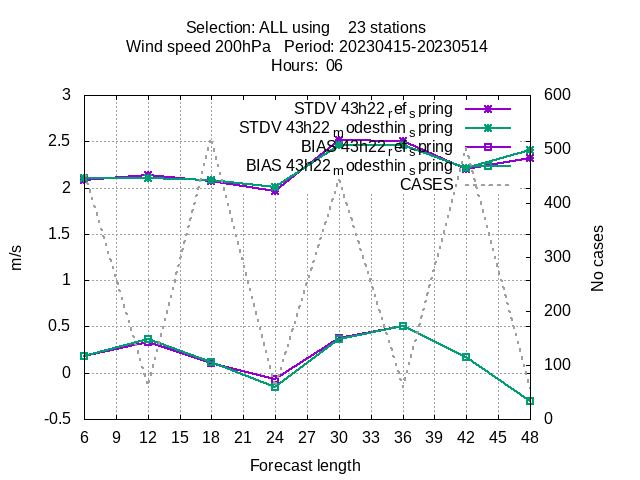 Selection: ALL using    23 stations
Wind speed 200hPa   Period: 20230415-20230514
Hours:  06
STDV 43h22_ref_spring
STDV 43h22_modesthin_spring
BIAS 43h22_ref_spring
BIAS 43h22_modesthin_spring
CASES
3
2.5
2
1.5
1
0.5
0
-0.5
m/s
600
500
400
300
200
100
0
No cases
6 9 12 15 18 21 24 27 30 33 36 39 42 45 48
Forecast length